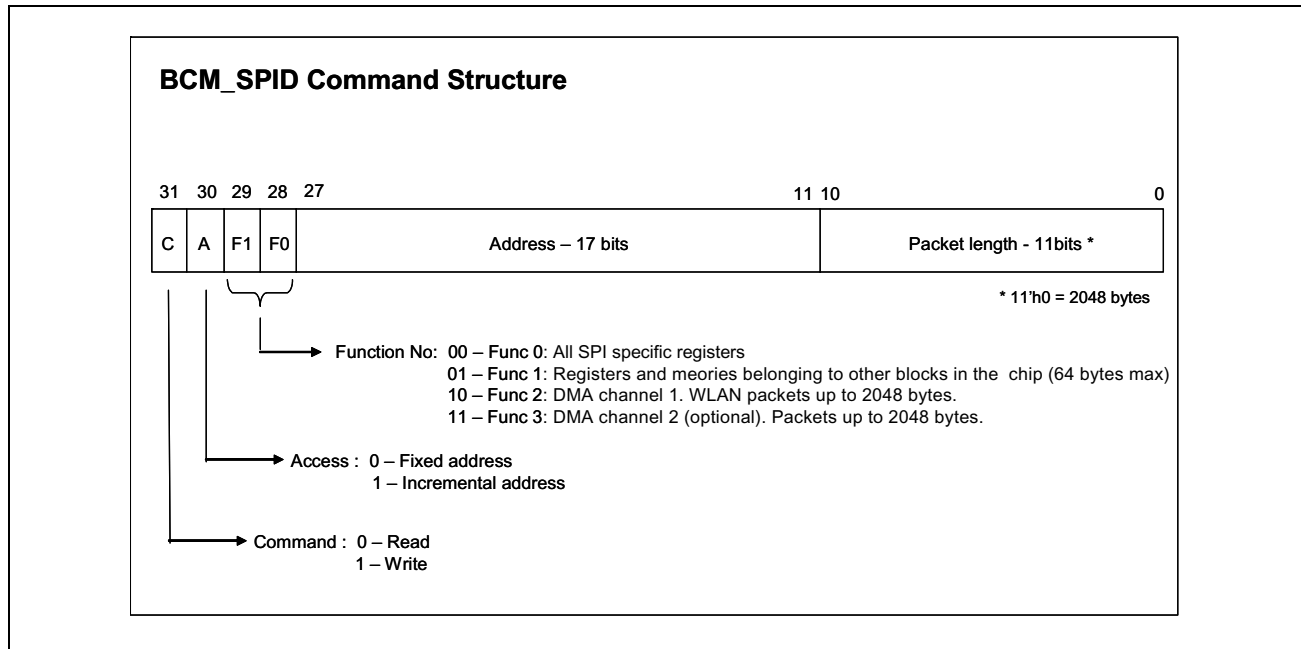 BCM_SPID Command Structure
31 30 29 28 27 11 10 0
C A F1 F0 Address – 17 bits Packet length - 11bits *
* 11'h0 = 2048 bytes
Function No: 00 – Func 0: All SPI specific registers
01 – Func 1: Registers and meories belonging to other blocks in the chip (64 bytes max)
10 – Func 2: DMA channel 1. WLAN packets up to 2048 bytes.
11 – Func 3: DMA channel 2 (optional). Packets up to 2048 bytes.
Access : 0 – Fixed address
1 – Incremental address
Command : 0 – Read
1 – Write